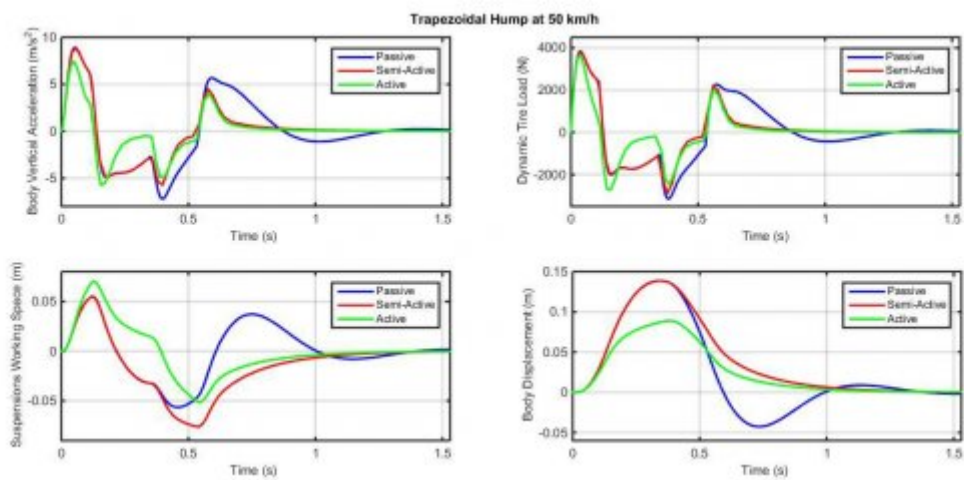 Trapezoidal Hump at 50 km/h
Body Vertical Acceleration (m/s²)
10
5
0
-5
0
0.5
1
1.5
Time (s)
Passive
Semi-Active
Active
Dynamic Tire Load (N)
4000
2000
0
-2000
0
0.5
1
1.5
Time (s)
Passive
Semi-Active
Active
Suspensions Working Space (m)
0.05
0
-0.05
0
0.5
1
1.5
Time (s)
Passive
Semi-Active
Active
Body Displacement (m)
0.15
0.1
0.05
0
-0.05
0
0.5
1
1.5
Time (s)
Passive
Semi-Active
Active